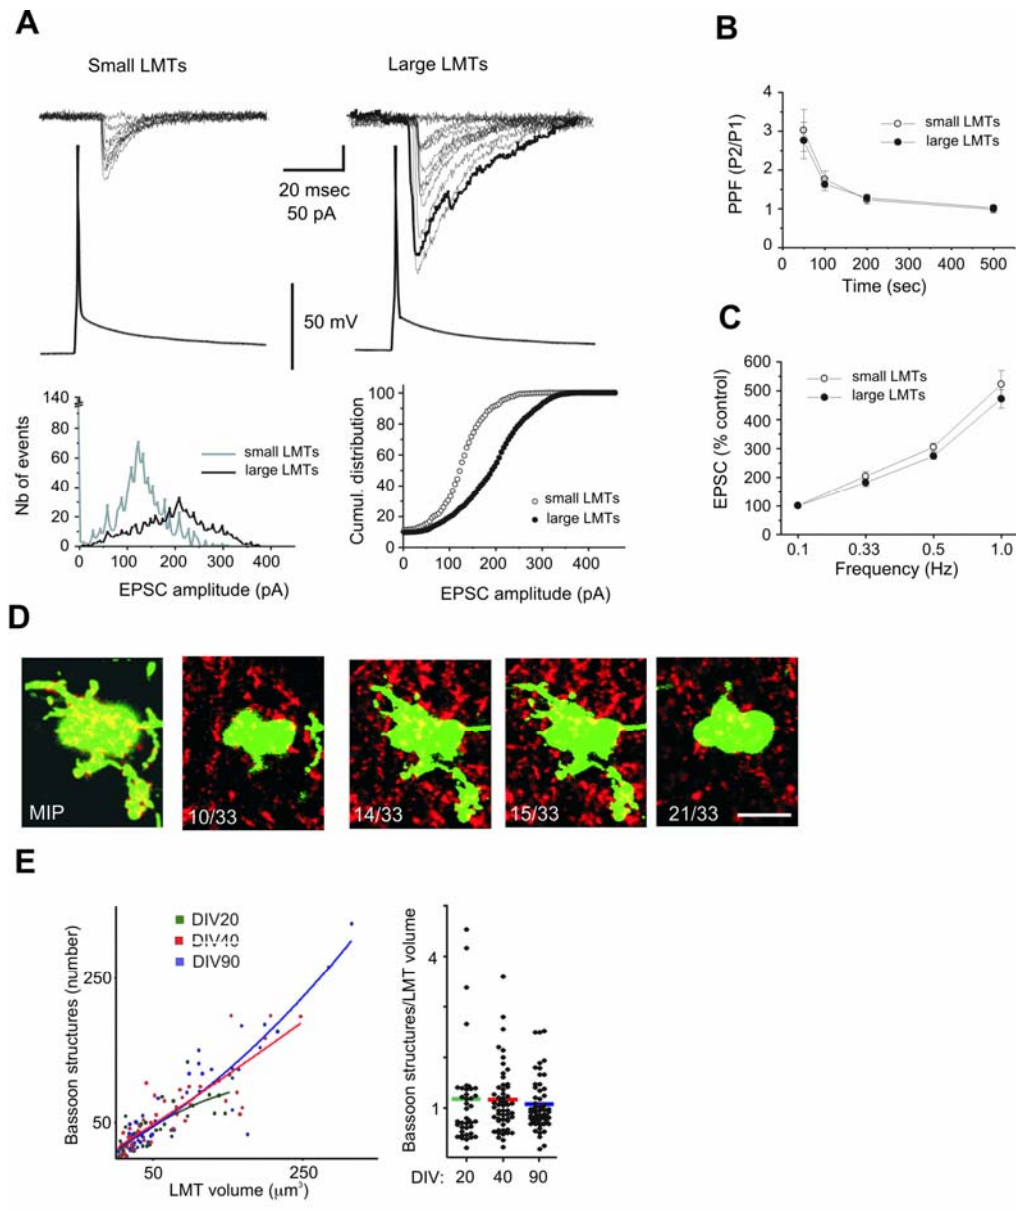 A
Small LMTs
Large LMTs
20 msec
50 pA
50 mV
140
80
60
40
20
0
Nb of events
small LMTs
large LMTs
0 100 200 300 400
EPSC amplitude (pA)
100
80
60
40
20
0
Cumul. distribution
small LMTs
large LMTs
0 100 200 300 400
EPSC amplitude (pA)
B
4
3
2
1
0
PPF (P2/P1)
small LMTs
large LMTs
0 100 200 300 400 500
Time (sec)
C
600
500
400
300
200
100
0
EPSC (% control)
small LMTs
large LMTs
0.1 0.33 0.5 1.0
Frequency (Hz)
D
MIP
10/33
14/33
15/33
21/33
E
Bassoon structures (number)
250
50
DIV20
DIV40
DIV90
50 250
LMT volume (μm³)
Bassoon structures/LMT volume
4
1
DIV: 20 40 90